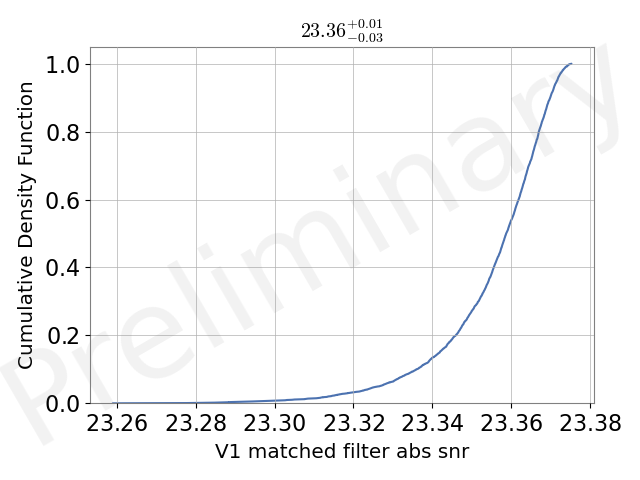 23.36+0.01−0.03
1.0
0.8
0.6
0.4
0.2
0.0
Cumulative Density Function
23.26 23.28 23.30 23.32 23.34 23.36 23.38
V1 matched filter abs snr
Preliminary